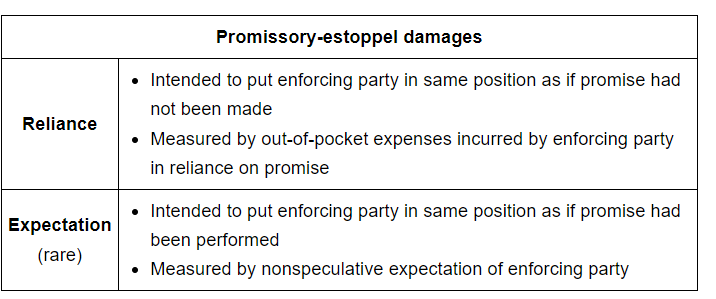 Promissory-estoppel damages
Reliance
• Intended to put enforcing party in same position as if promise had
not been made
• Measured by out-of-pocket expenses incurred by enforcing party
in reliance on promise
Expectation
(rare)
• Intended to put enforcing party in same position as if promise had
been performed
• Measured by nonspeculative expectation of enforcing party